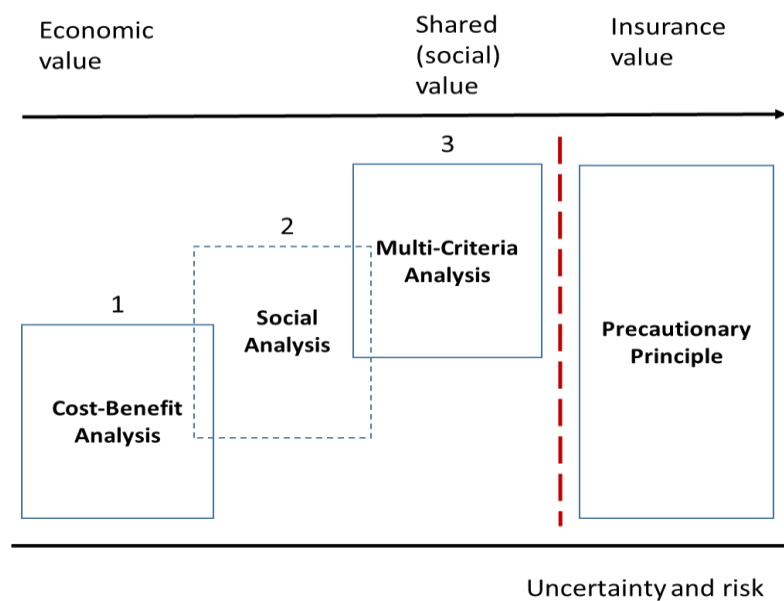 Economic
value
Shared
(social)
value
Insurance
value
3
2
1
Multi-Criteria
Analysis
Social
Analysis
Precautionary
Principle
Cost-Benefit
Analysis
Uncertainty and risk